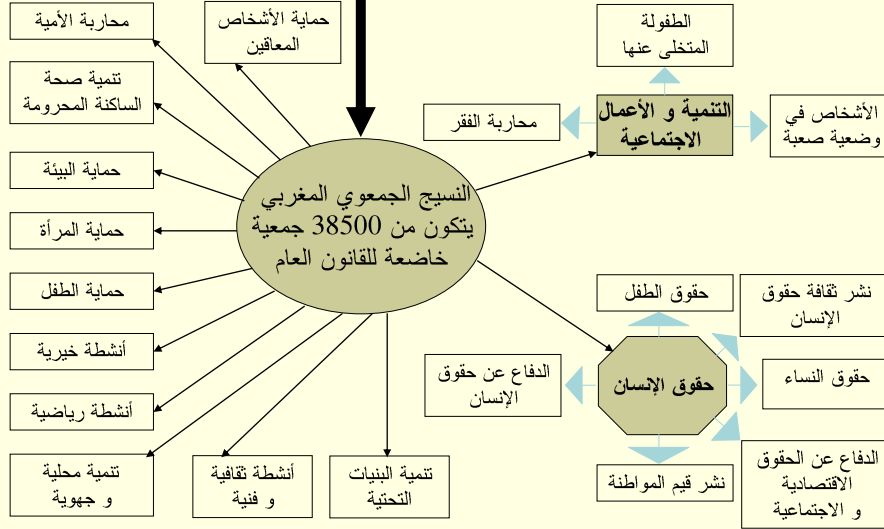 الطفولة
المتخلى عنها
حماية الأشخاص
المعاقين
محاربة الأمية
التنمية و الأعمال
الاجتماعية
الأشخاص في
وضعية صعبة
محاربة الفقر
تنمية صحة
الساكنة المحرومة
حماية البيئة
النسيج الجمعوي المغربي
يتكون من 38500 جمعية
خاضعة للقانون العام
حماية المرأة
حماية الطفل
أنشطة خيرية
أنشطة رياضية
تنمية محلية
و جهوية
أنشطة ثقافية
و فنية
تنمية البنيات
التحتية
حقوق الطفل
نشر ثقافة حقوق
الإنسان
حقوق الإنسان
حقوق النساء
الدفاع عن حقوق
الإنسان
نشر قيم المواطنة
الدفاع عن الحقوق
الاقتصادية
و الاجتماعية